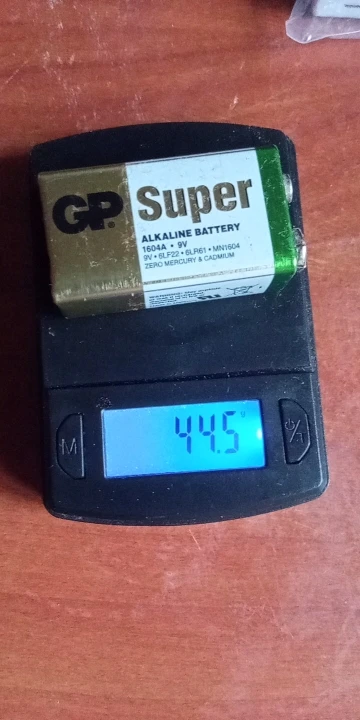 GP Super
ALKALINE BATTERY
1604A • 9V
9V • 6LF22 • 6LR61 • MN1604
ZERO MERCURY & CADMIUM
44.5 g
M